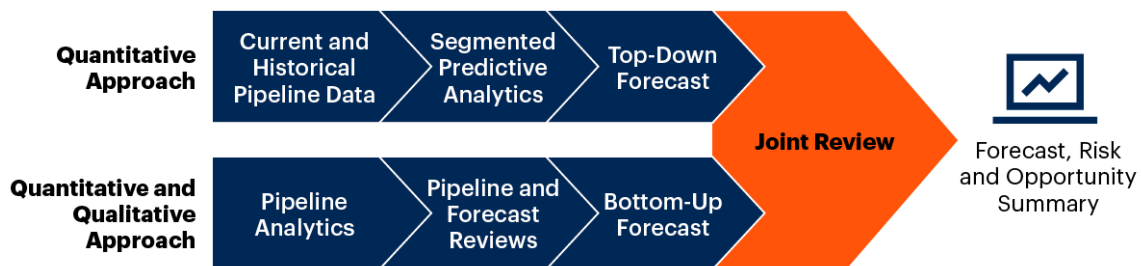 Quantitative
Approach
Current and
Historical
Pipeline Data
Segmented
Predictive
Analytics
Top-Down
Forecast
Quantitative and
Qualitative
Approach
Pipeline
Analytics
Pipeline and
Forecast
Reviews
Bottom-Up
Forecast
Joint Review
Forecast, Risk
and Opportunity
Summary